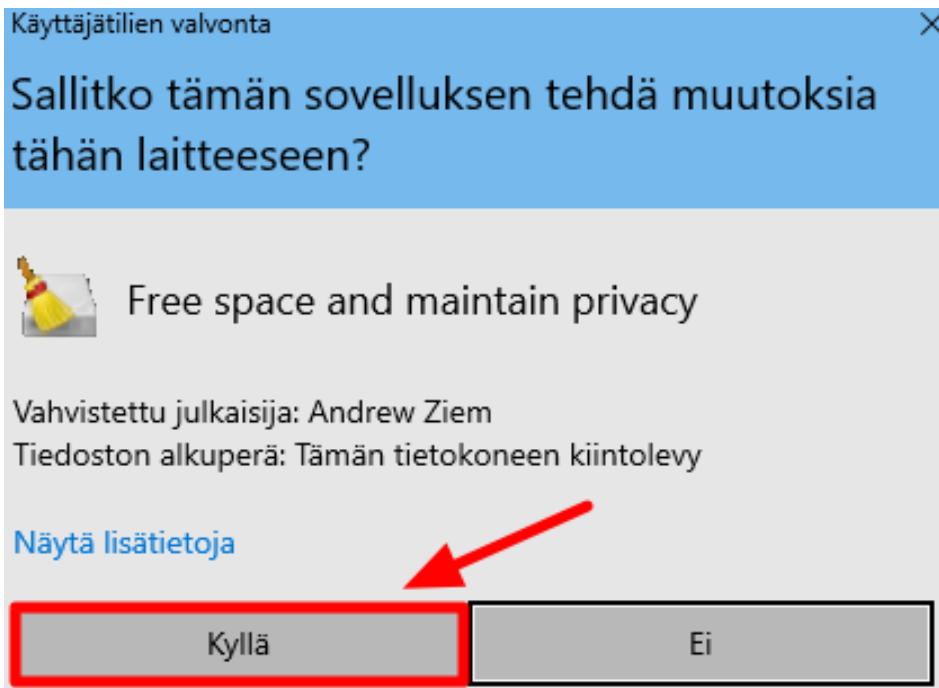 Käyttäjätilien valvonta
Sallitko tämän sovelluksen tehdä muutoksia
tähän laitteeseen?
Free space and maintain privacy
Vahvistettu julkaisija: Andrew Ziem
Tiedoston alkuperä: Tämän tietokoneen kiintolevy
Näytä lisätietoja
Kyllä
Ei